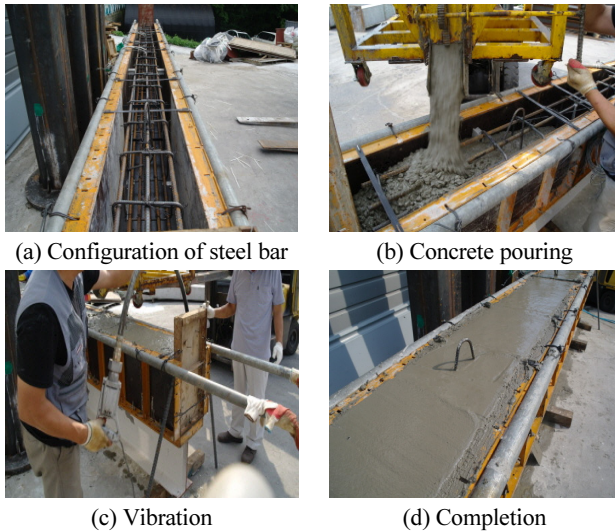 (a) Configuration of steel bar
(b) Concrete pouring
(c) Vibration
(d) Completion